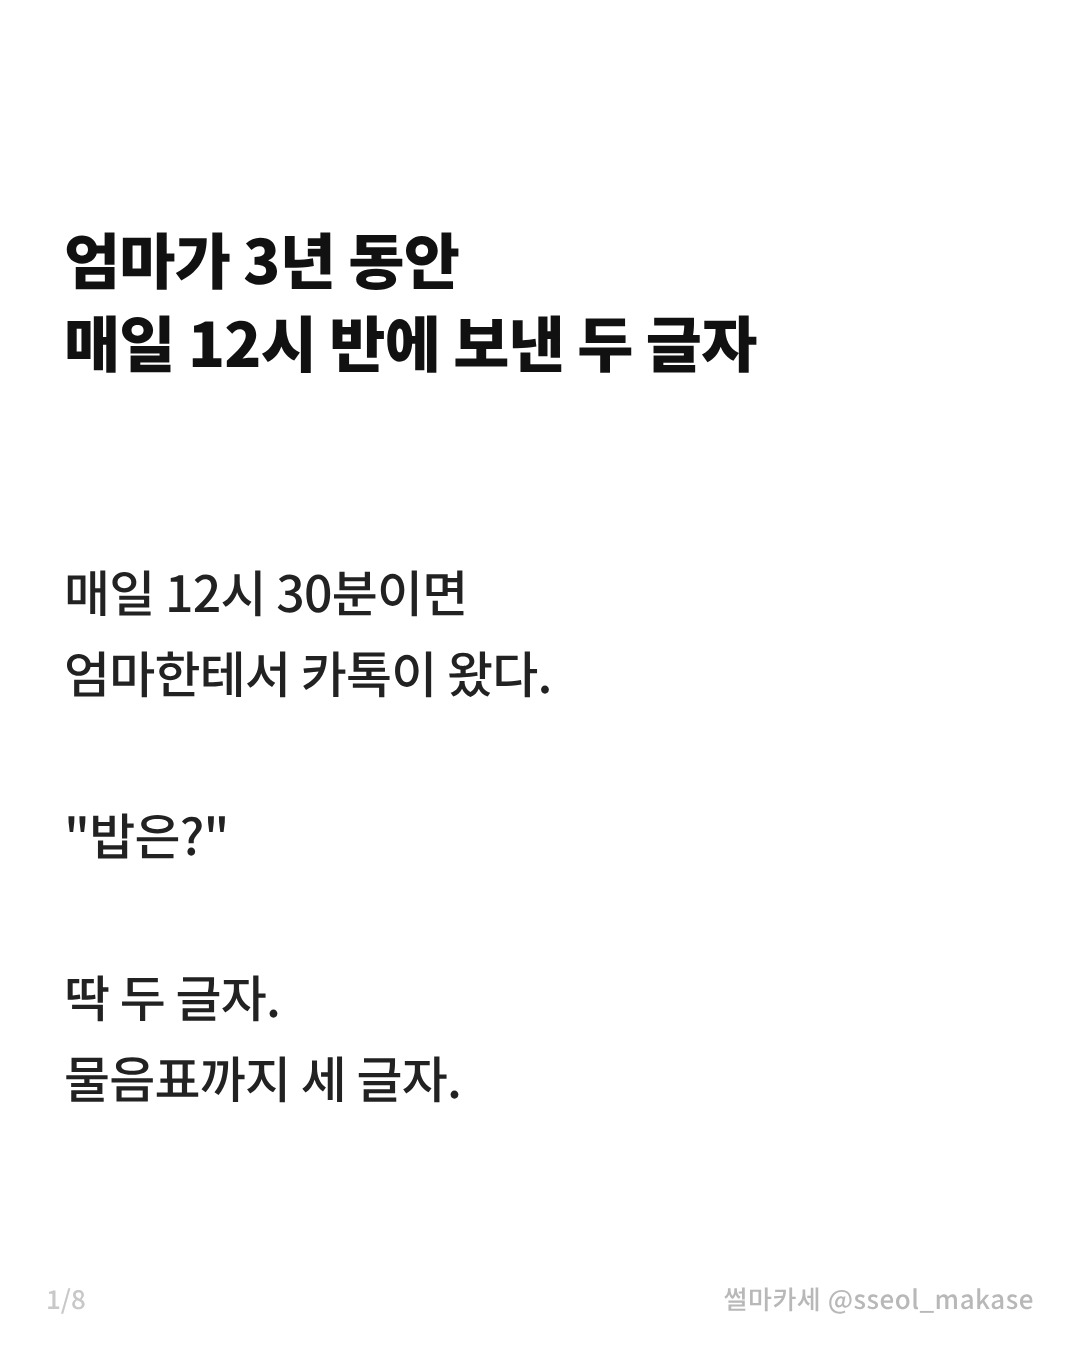 엄마가 3년 동안
매일 12시 반에 보낸 두 글자
매일 12시 30분이면
엄마한테서 카톡이 왔다.
"밥은?"
딱 두 글자.
물음표까지 세 글자.
1/8
썰마카세 @sseol_makase